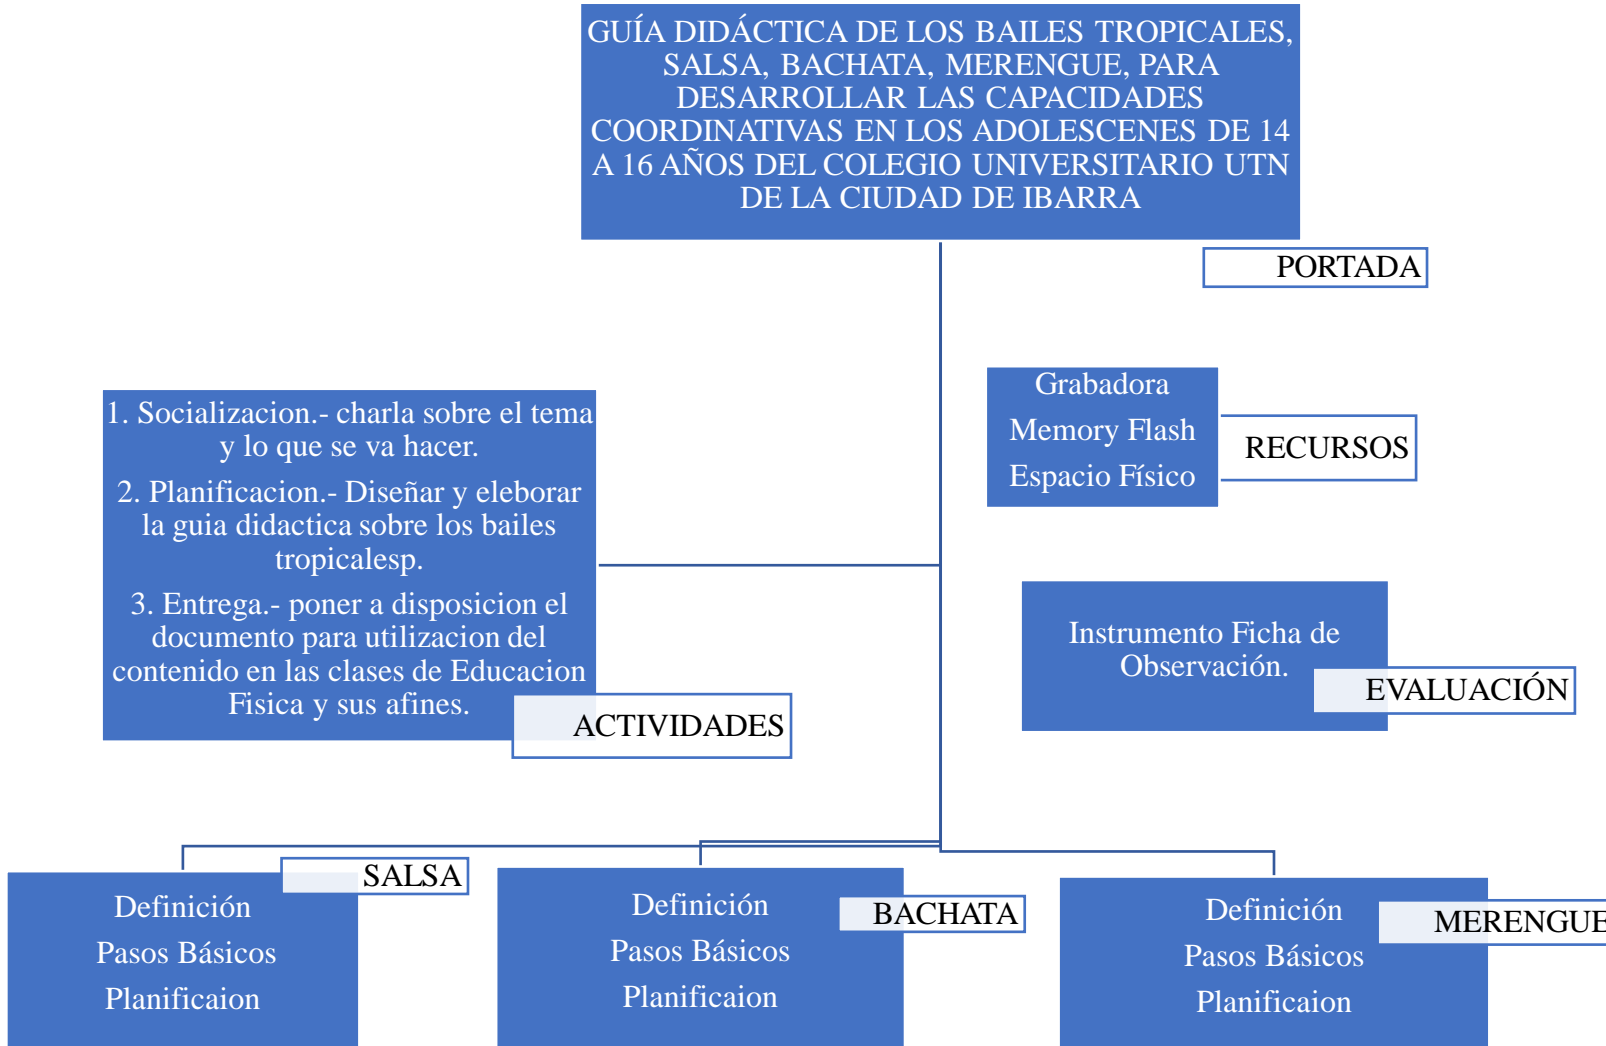 GUÍA DIDÁCTICA DE LOS BAILES TROPICALES,
SALSA, BACHATA, MERENGUE, PARA
DESARROLLAR LAS CAPACIDADES
COORDINATIVAS EN LOS ADOLESCENES DE 14
A 16 AÑOS DEL COLEGIO UNIVERSITARIO UTN
DE LA CIUDAD DE IBARRA
PORTADA
1. Socializacion.- charla sobre el tema
y lo que se va hacer.
2. Planificacion.- Diseñar y eleborar
la guia didactica sobre los bailes
tropicalesp.
3. Entrega.- poner a disposicion el
documento para utilizacion del
contenido en las clases de Educacion
Fisica y sus afines.
ACTIVIDADES
Grabadora
Memory Flash
Espacio Físico
RECURSOS
Instrumento Ficha de
Observación.
EVALUACIÓN
SALSA
Definición
Pasos Básicos
Planificaion
BACHATA
Definición
Pasos Básicos
Planificaion
MERENGUE
Definición
Pasos Básicos
Planificaion